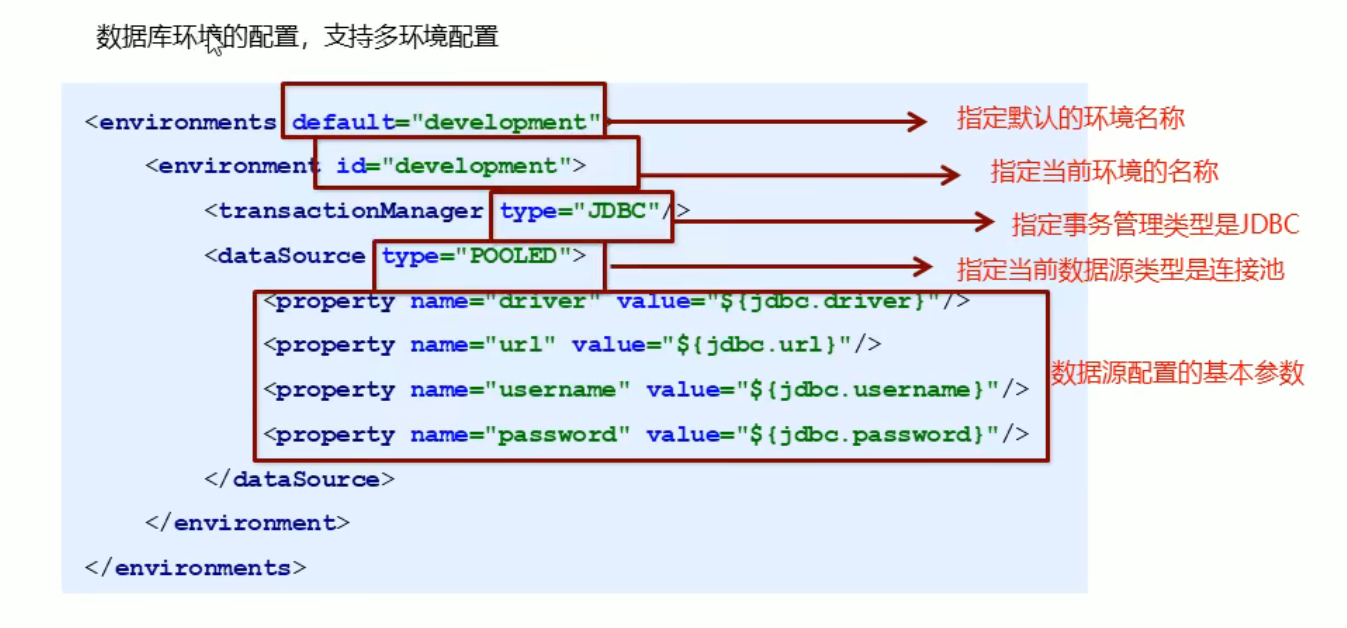 数据库环境的配置，支持多环境配置
<environments default="development">
指定默认的环境名称
<environment id="development">
指定当前环境的名称
<transactionManager type="JDBC"/>
指定事务管理类型是JDBC
<dataSource type="POOLED">
指定当前数据源类型是连接池
<property name="driver" value="${jdbc.driver}"/>
<property name="url" value="${jdbc.url}"/>
数据源配置的基本参数
<property name="username" value="${jdbc.username}"/>
<property name="password" value="${jdbc.password}"/>
</dataSource>
</environment>
</environments>